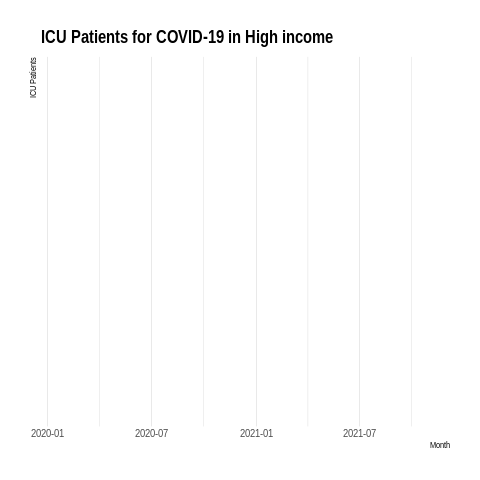 ICU Patients for COVID-19 in High income
ICU Patients
2020-01 2020-07 2021-01 2021-07
Month